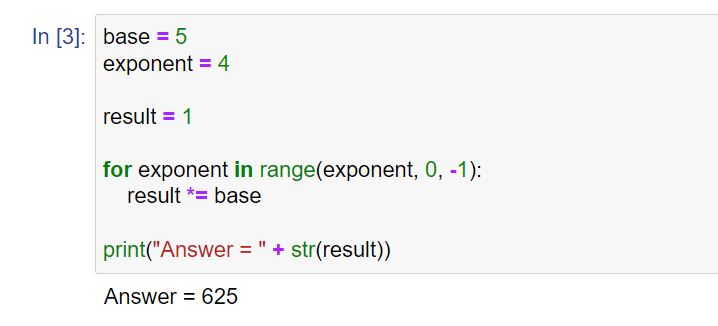 In [3]: base = 5
exponent = 4
result = 1
for exponent in range(exponent, 0, -1):
    result *= base
print("Answer = " + str(result))
Answer = 625